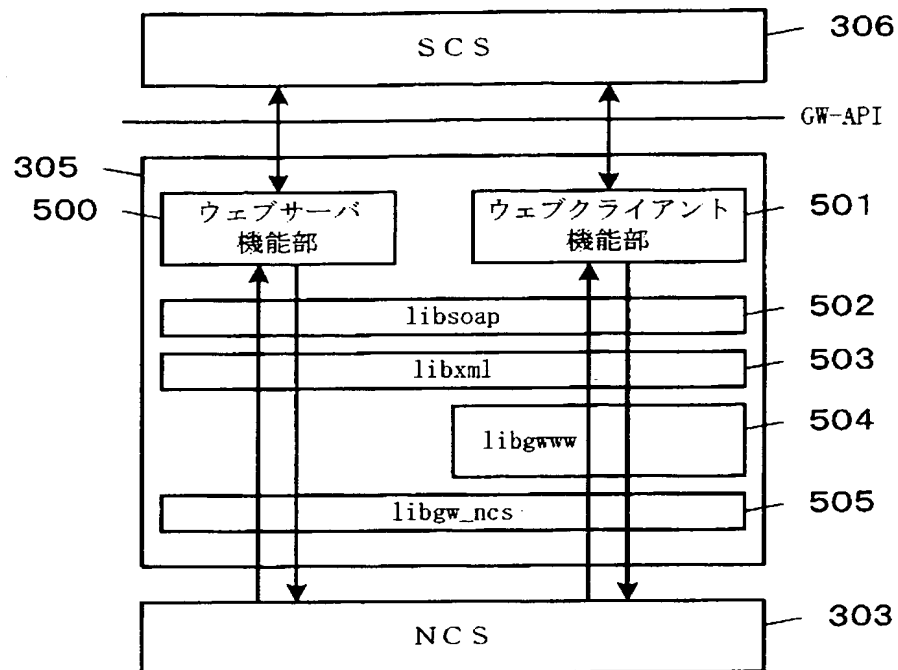 SCS
306
GW-API
305
500
ウェブサーバ
機能部
ウェブクライアント
機能部
501
libsoap
502
libxml
503
libgwww
504
libgw_ncs
505
NCS
303